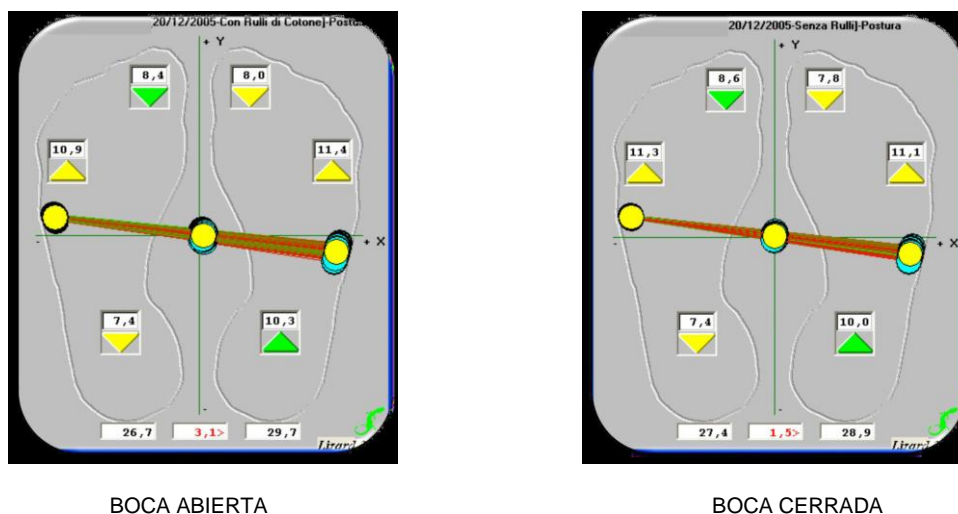 20/12/2005-Con Rulli di Cotone]-Postura
+ Y
8,4
8,0
10,9
11,4
-
+ X
7,4
10,3
-
26,7
3,1>
29,7
Lizard
20/12/2005-Senza Rulli]-Postura
+ Y
8,6
7,8
11,3
11,1
-
+ X
7,4
10,0
-
27,4
1,5>
28,9
Lizard
BOCA ABIERTA
BOCA CERRADA